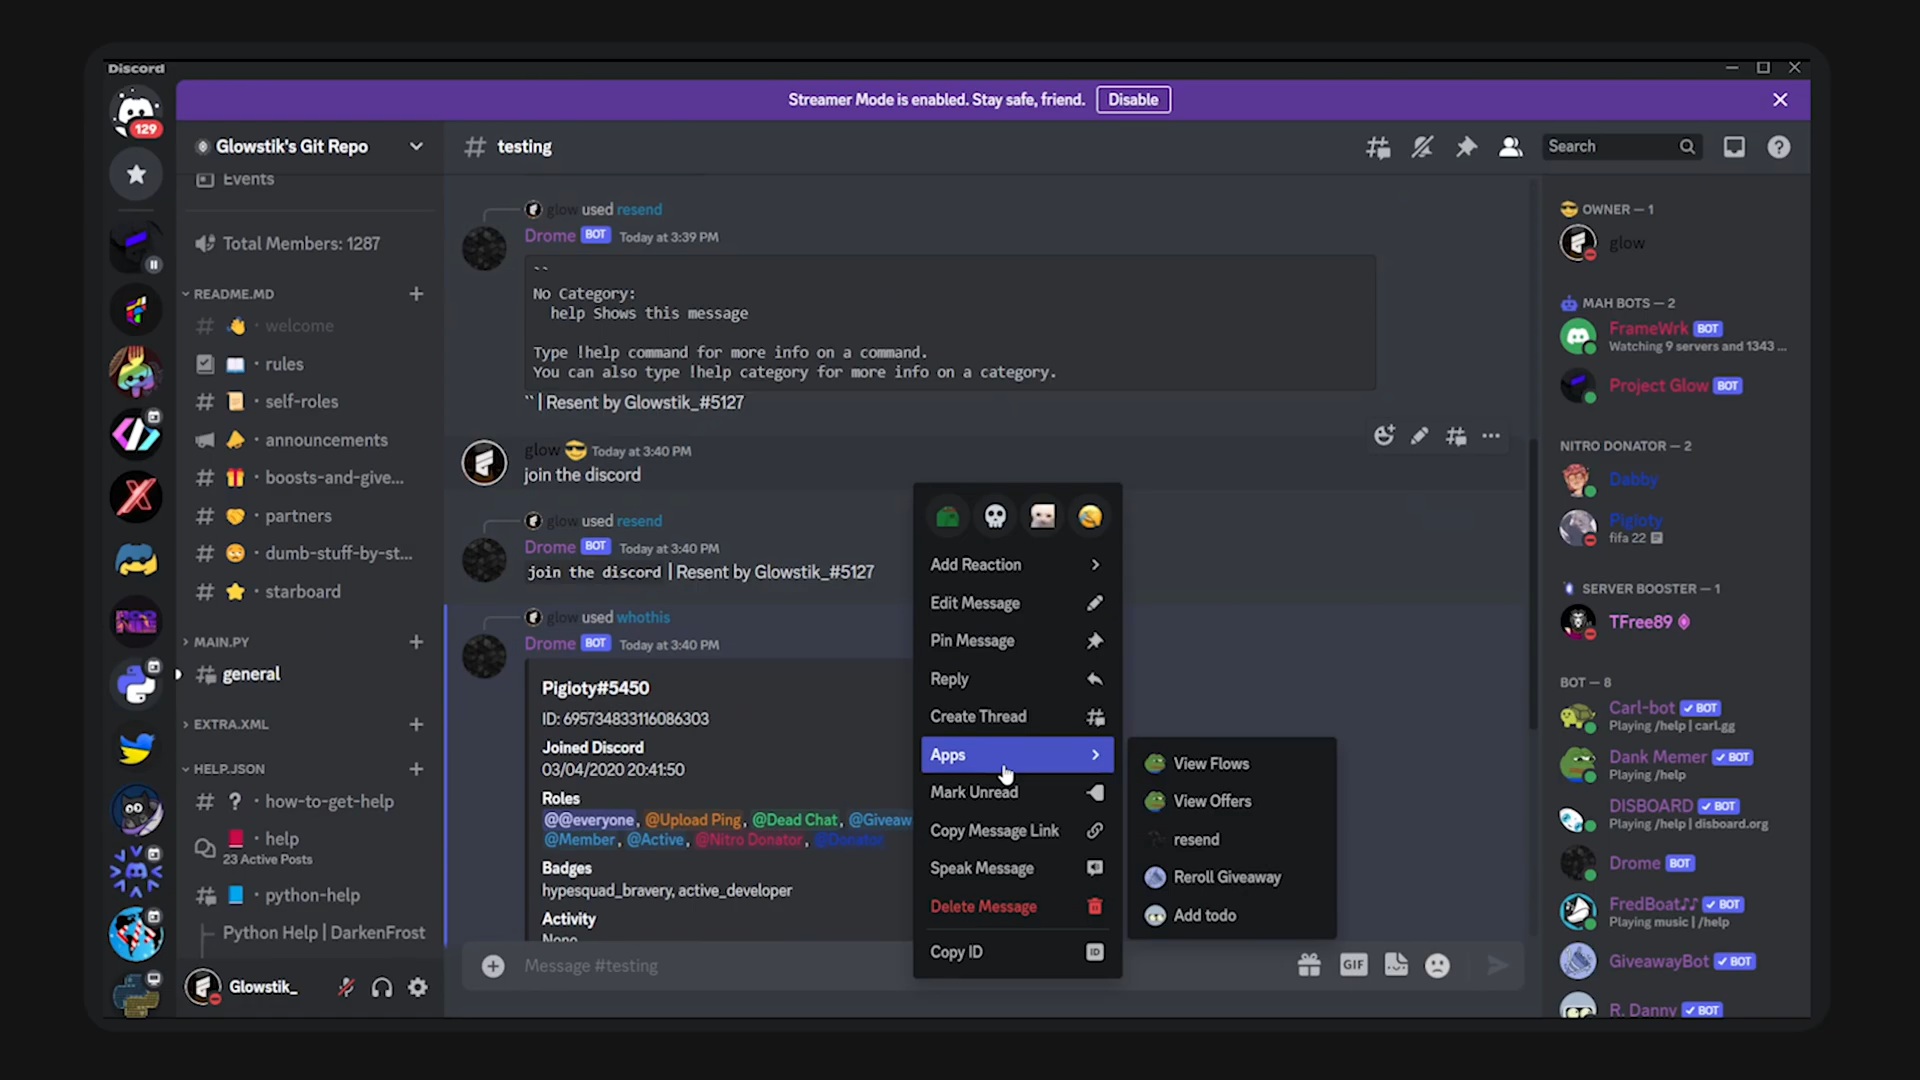 Discord
Streamer Mode is enabled. Stay safe, friend. Disable
129
Glowstik's Git Repo
Events
Total Members: 1287
README.MD
welcome
rules
self-roles
announcements
boosts-and-give...
partners
dumb-stuff-by-st...
starboard
MAIN.PY
general
EXTRA.XML
HELP.JSON
how-to-get-help
help
23 Active Posts
python-help
Python Help | DarkenFrost
Glowstik_
# testing
Search
glow used resend
Drome BOT Today at 3:39 PM
``
No Category:
help Shows this message
Type !help command for more info on a command.
You can also type !help category for more info on a category.
`` | Resent by Glowstik_#5127
glow Today at 3:40 PM
join the discord
glow used resend
Drome BOT Today at 3:40 PM
join the discord | Resent by Glowstik_#5127
glow used whothis
Drome BOT Today at 3:40 PM
Pigioty#5450
ID: 695734833116086303
Joined Discord
03/04/2020 20:41:50
Roles
@@everyone, @Upload Ping, @Dead Chat, @Giveaw
@Member, @Active, @Nitro Donator, @Donator
Badges
hypesquad_bravery, active_developer
Activity
None
Message #testing
GIF
Add Reaction
Edit Message
Pin Message
Reply
Create Thread
Apps
Mark Unread
Copy Message Link
Speak Message
Delete Message
Copy ID
ID
View Flows
View Offers
resend
Reroll Giveaway
Add todo
OWNER — 1
glow
MAH BOTS — 2
FrameWrk BOT
Watching 9 servers and 1343 ...
Project Glow BOT
NITRO DONATOR — 2
Dabby
Pigioty
fifa 22
SERVER BOOSTER — 1
TFree89
BOT — 8
Carl-bot BOT
Playing /help | carl.gg
Dank Memer BOT
Playing /help
DISBOARD BOT
Playing /help | disboard.org
Drome BOT
FredBoat♪♪ BOT
Playing music | /help
GiveawayBot BOT
R. Danny BOT